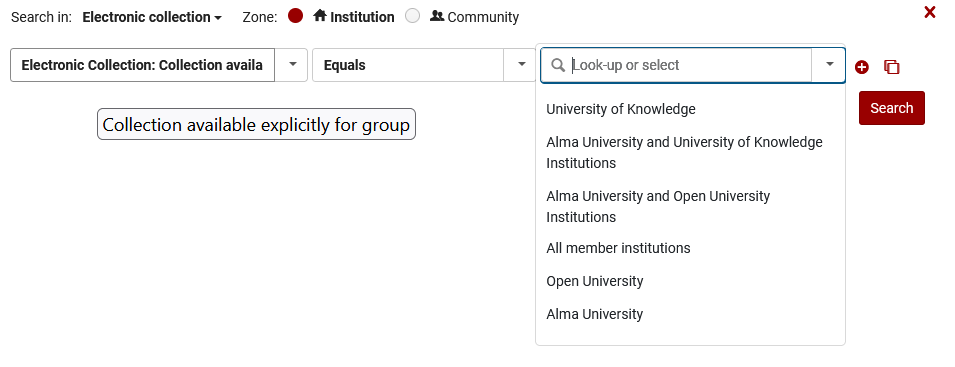 Search in: Electronic collection Zone: Institution Community
Electronic Collection: Collection availa Equals Look-up or select
Collection available explicitly for group
Search
University of Knowledge
Alma University and University of Knowledge
Institutions
Alma University and Open University
Institutions
All member institutions
Open University
Alma University